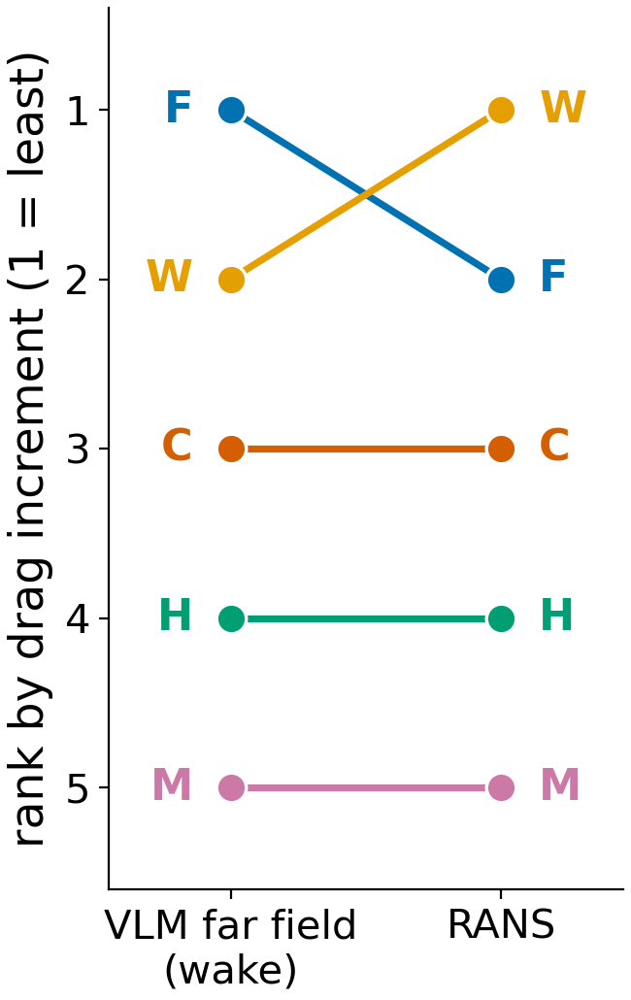 rank by drag increment (1 = least)
1
2
3
4
5
F
W
C
H
M
W
F
C
H
M
VLM far field
(wake)
RANS